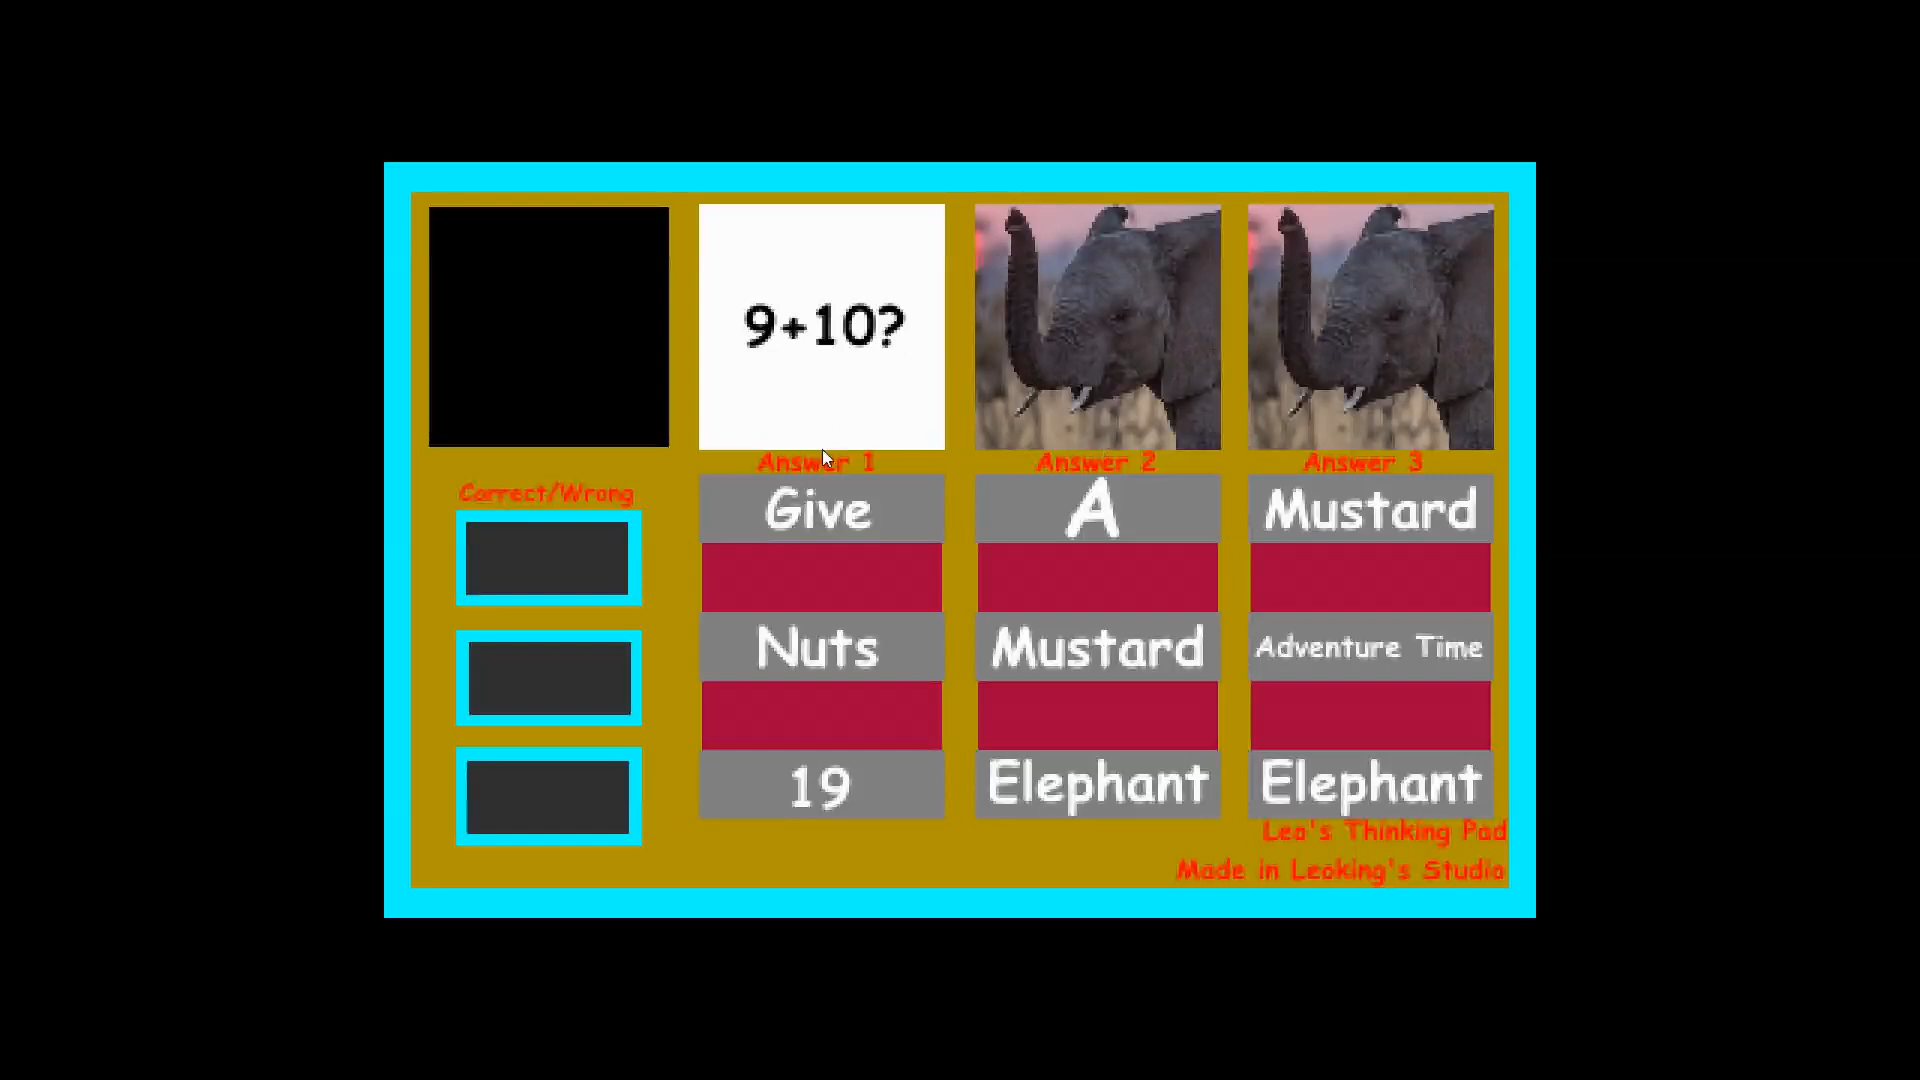 9+10?
Answer 1 Answer 2 Answer 3
Correct/Wrong
Give A Mustard
Nuts Mustard Adventure Time
19 Elephant Elephant
Leo's Thinking Pad
Made in Leoking's Studio